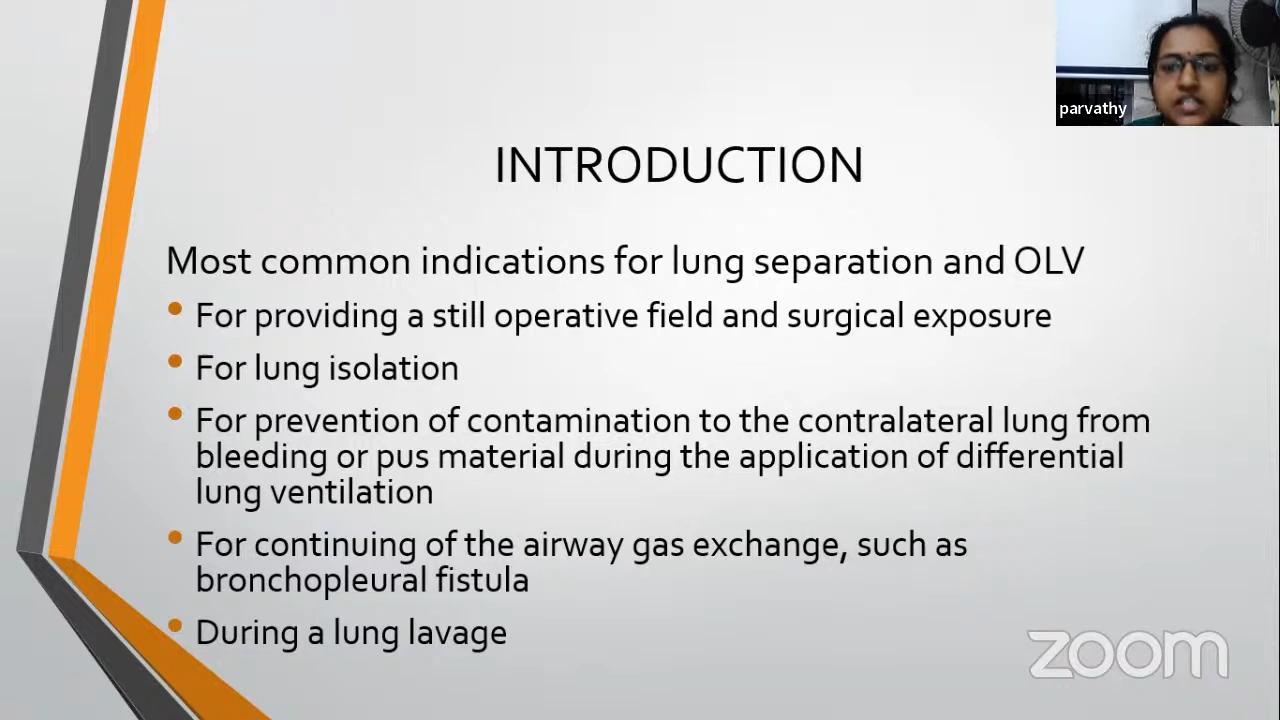 parvathy
INTRODUCTION
Most common indications for lung separation and OLV
• For providing a still operative field and surgical exposure
• For lung isolation
• For prevention of contamination to the contralateral lung from
bleeding or pus material during the application of differential
lung ventilation
• For continuing of the airway gas exchange, such as
bronchopleural fistula
• During a lung lavage
zoom